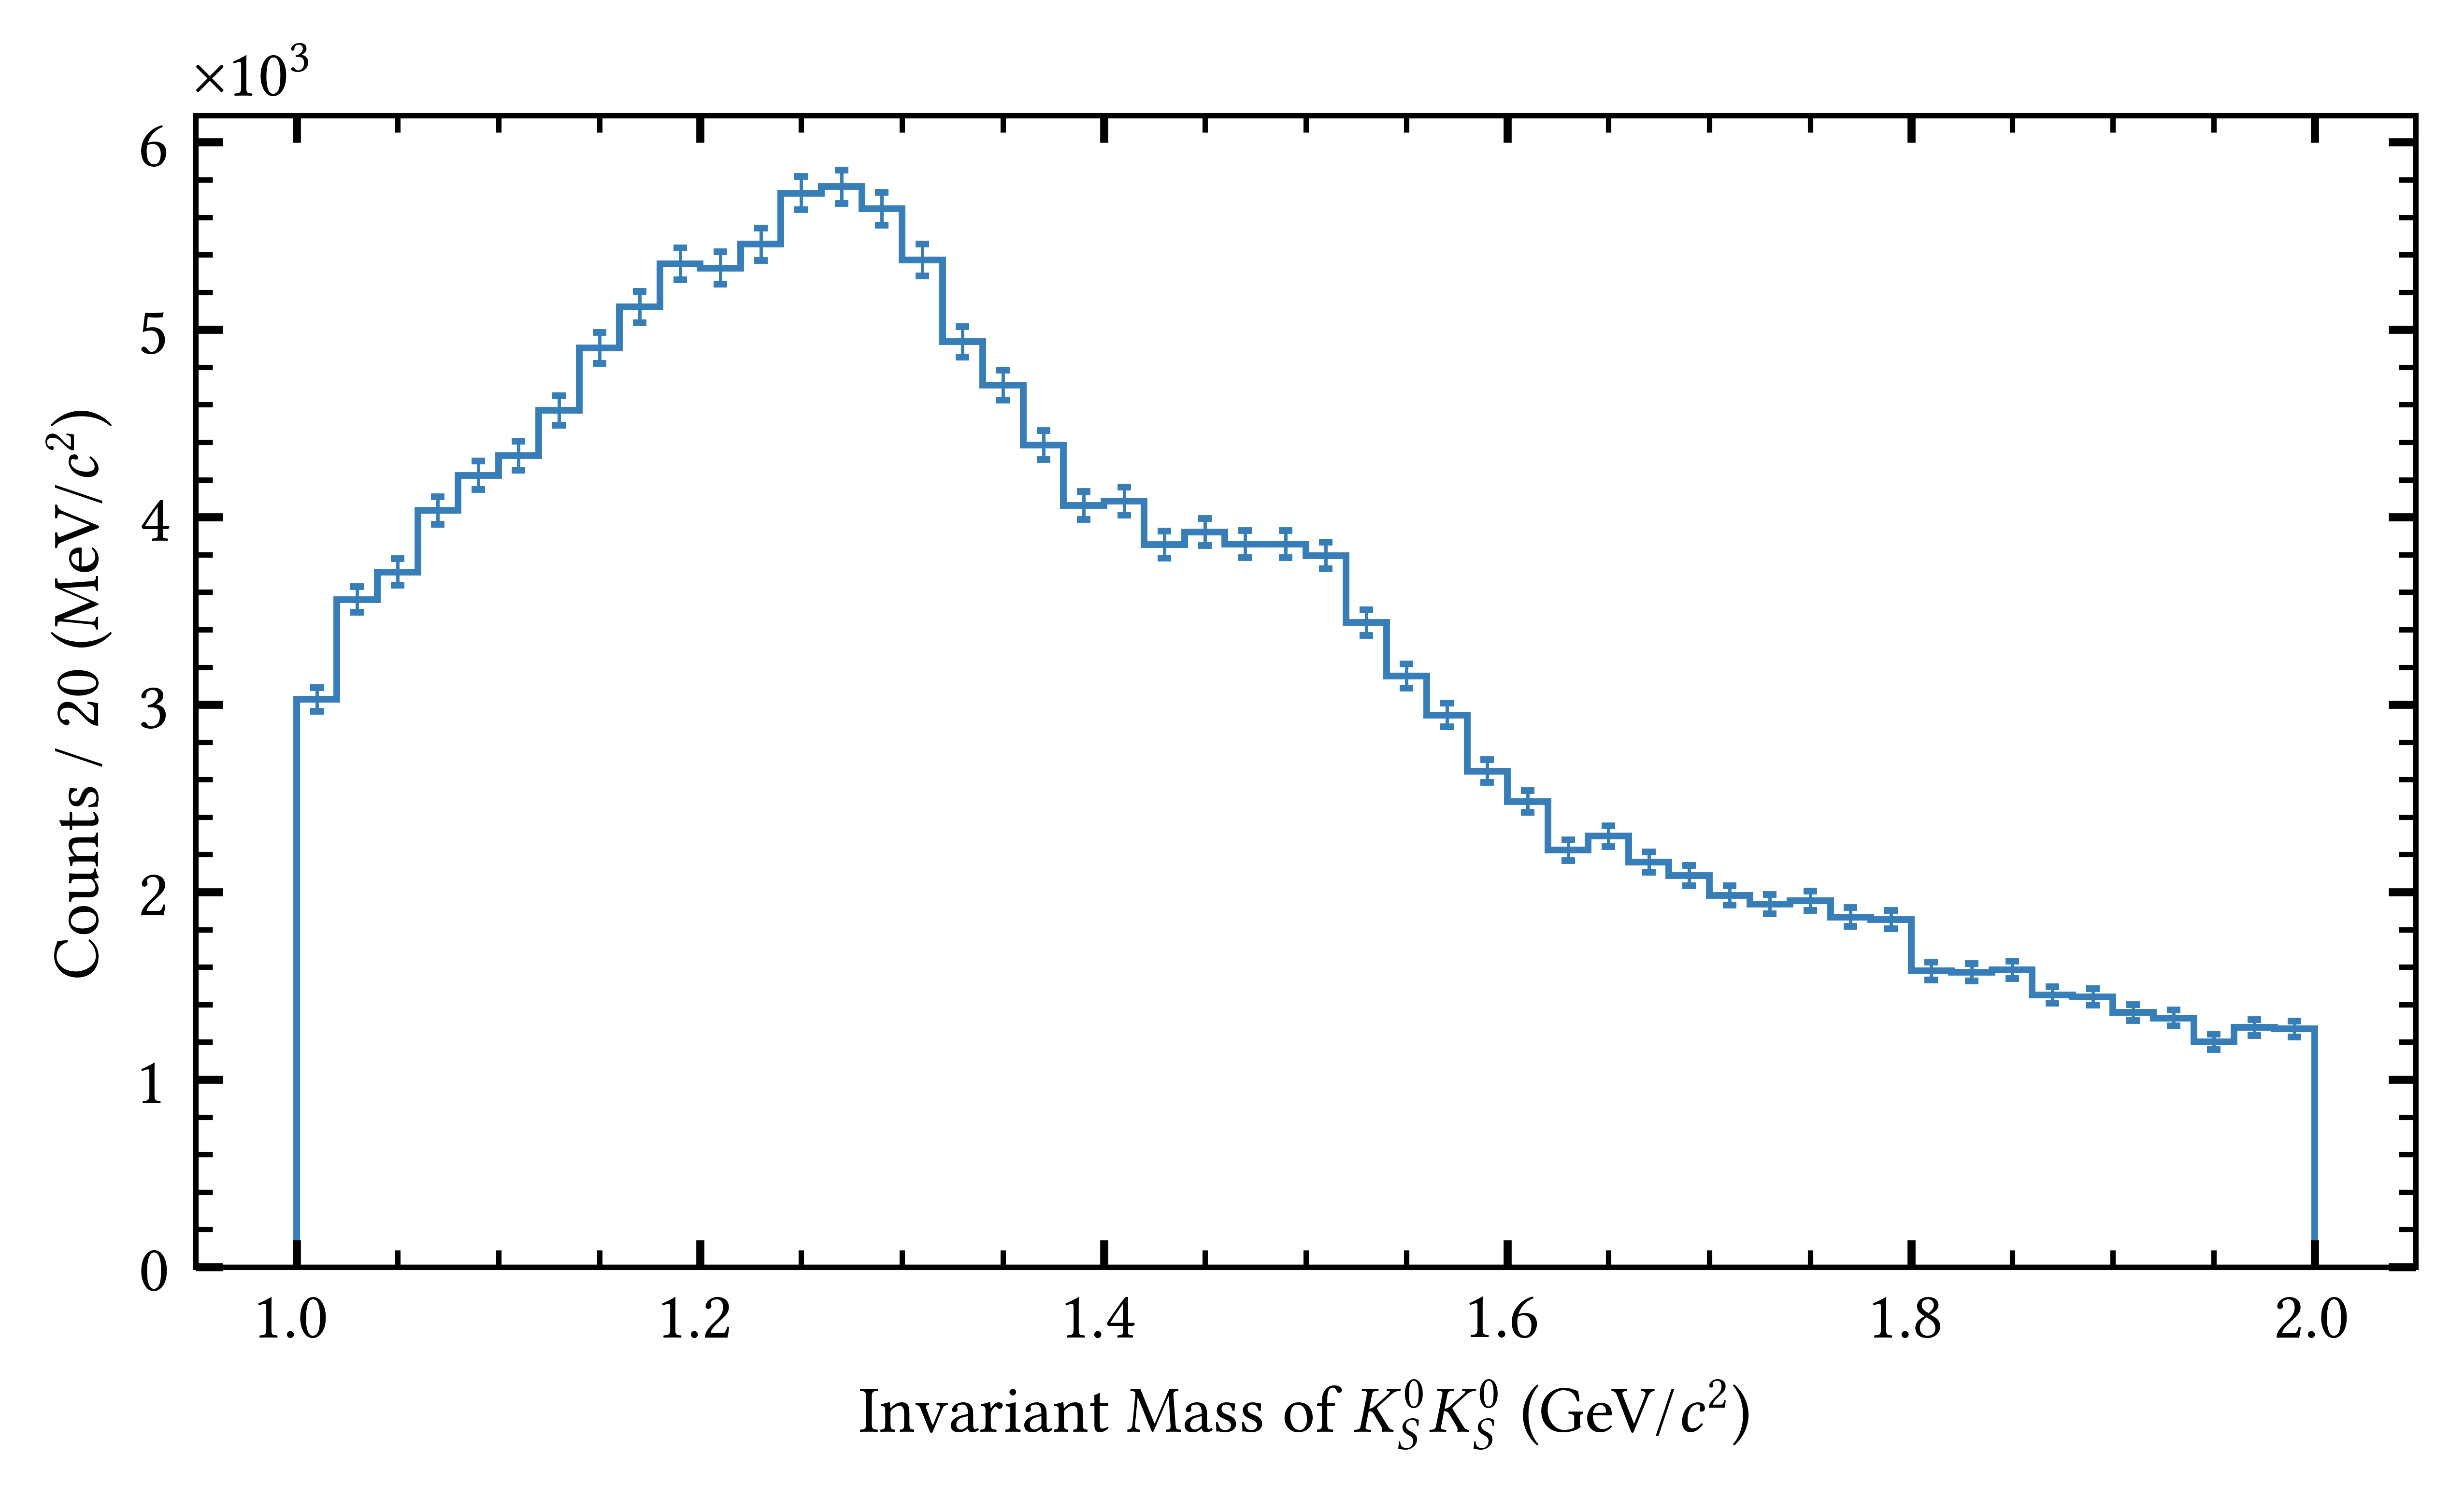 ×10³
6
5
4
3
2
1
0
Counts / 20 (MeV/c²)
1.0 1.2 1.4 1.6 1.8 2.0
Invariant Mass of K⁰_S K⁰_S (GeV/c²)